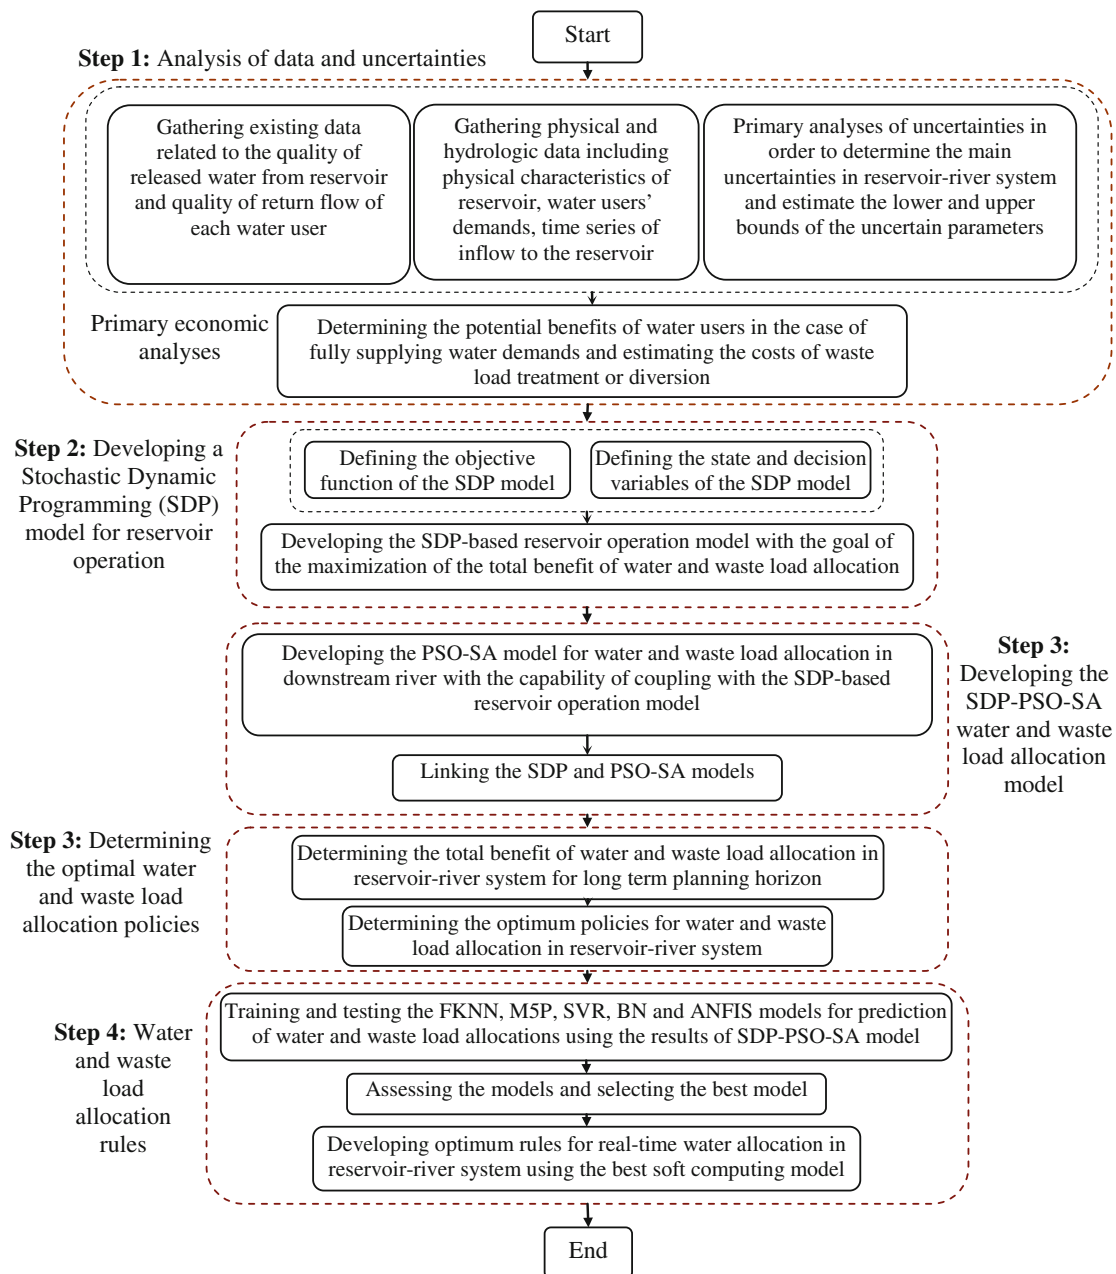 Start
Step 1: Analysis of data and uncertainties
Gathering existing data
related to the quality of
released water from reservoir
and quality of return flow of
each water user
Gathering physical and
hydrologic data including
physical characteristics of
reservoir, water users'
demands, time series of
inflow to the reservoir
Primary analyses of uncertainties in
order to determine the main
uncertainties in reservoir-river system
and estimate the lower and upper
bounds of the uncertain parameters
Primary economic
analyses
Determining the potential benefits of water users in the case of
fully supplying water demands and estimating the costs of waste
load treatment or diversion
Step 2: Developing a
Stochastic Dynamic
Programming (SDP)
model for reservoir
operation
Defining the objective
function of the SDP model
Defining the state and decision
variables of the SDP model
Developing the SDP-based reservoir operation model with the goal of
the maximization of the total benefit of water and waste load allocation
Developing the PSO-SA model for water and waste load allocation in
downstream river with the capability of coupling with the SDP-based
reservoir operation model
Linking the SDP and PSO-SA models
Step 3:
Developing the
SDP-PSO-SA
water and waste
load allocation
model
Step 3: Determining
the optimal water
and waste load
allocation policies
Determining the total benefit of water and waste load allocation in
reservoir-river system for long term planning horizon
Determining the optimum policies for water and waste
load allocation in reservoir-river system
Step 4: Water
and waste
load
allocation
rules
Training and testing the FKNN, M5P, SVR, BN and ANFIS models for prediction
of water and waste load allocations using the results of SDP-PSO-SA model
Assessing the models and selecting the best model
Developing optimum rules for real-time water allocation in
reservoir-river system using the best soft computing model
End